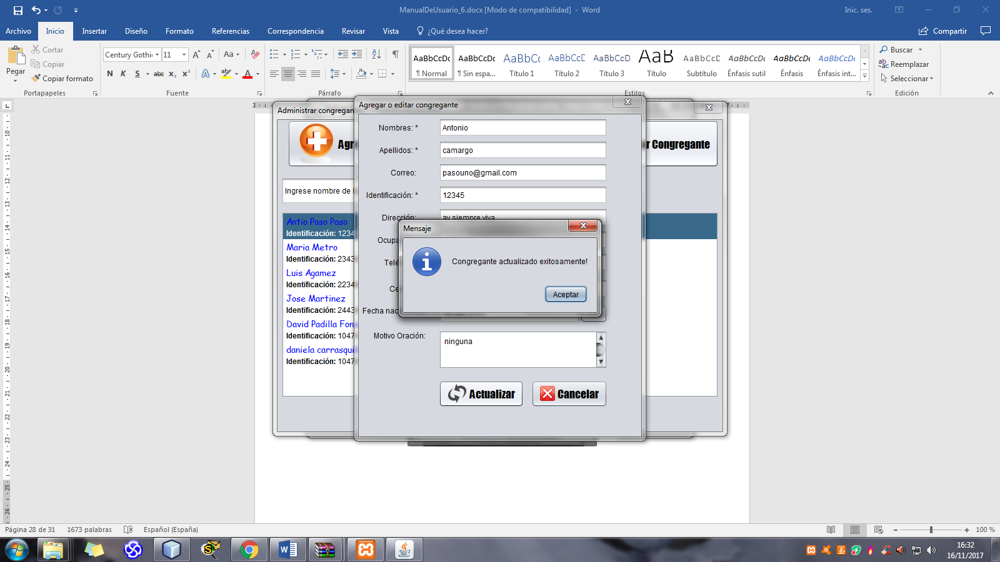 ManualDeUsuario_6.docx [Modo de compatibilidad] - Word
Inic. ses.
Archivo Inicio Insertar Diseño Formato Referencias Correspondencia Revisar Vista ¿Qué desea hacer? Compartir
Pegar
Cortar
Copiar
Copiar formato
Portapapeles
Century Gothi 11
N K S abc x₂ x²
Fuente
Párrafo
AaBbCcDc AaBbCcDc AaBbCc AaBbCcD AaBbCcD AaB AaBbCcD AaBbCcDc AaBbCcDc AaBbCcDc
¶ Normal ¶ Sin espa... Título 1 Título 2 Título 3 Título Subtítulo Énfasis sutil Énfasis Énfasis int...
Estilos
Buscar
Reemplazar
Seleccionar
Edición
Administrar congregan
Agre
r Congregante
Ingrese nombre de
Antio Paso Paso
Identificación: 1234
Maria Metro
Identificación: 2343
Luis Agamez
Identificación: 2234
Jose Martinez
Identificación: 2443
David Padilla Fon
Identificación: 1047
daniela carrasqui
Identificación: 1047
Agregar o editar congregante
Nombres: * Antonio
Apellidos: * camargo
Correo: pasouno@gmail.com
Identificación: * 12345
Dirección: av siempre viva
Ocupa
Telé
Ce
Fecha nac
Motivo Oración: ninguna
Actualizar Cancelar
Mensaje
Congregante actualizado exitosamente!
Aceptar
Página 28 de 31 1673 palabras Español (España) 100 %
16:32
16/11/2017